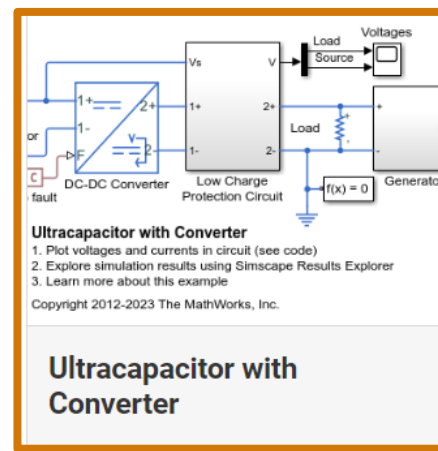 Voltages
Load
Source
Vs
V
1+
2+
1+
2+
+
or
1-
V-
Load
2-
1-
2-
-
F
C
DC-DC Converter
Low Charge
Protection Circuit
f(x) = 0
Generato
fault
Ultracapacitor with Converter
1. Plot voltages and currents in circuit (see code)
2. Explore simulation results using Simscape Results Explorer
3. Learn more about this example
Copyright 2012-2023 The MathWorks, Inc.
Ultracapacitor with
Converter